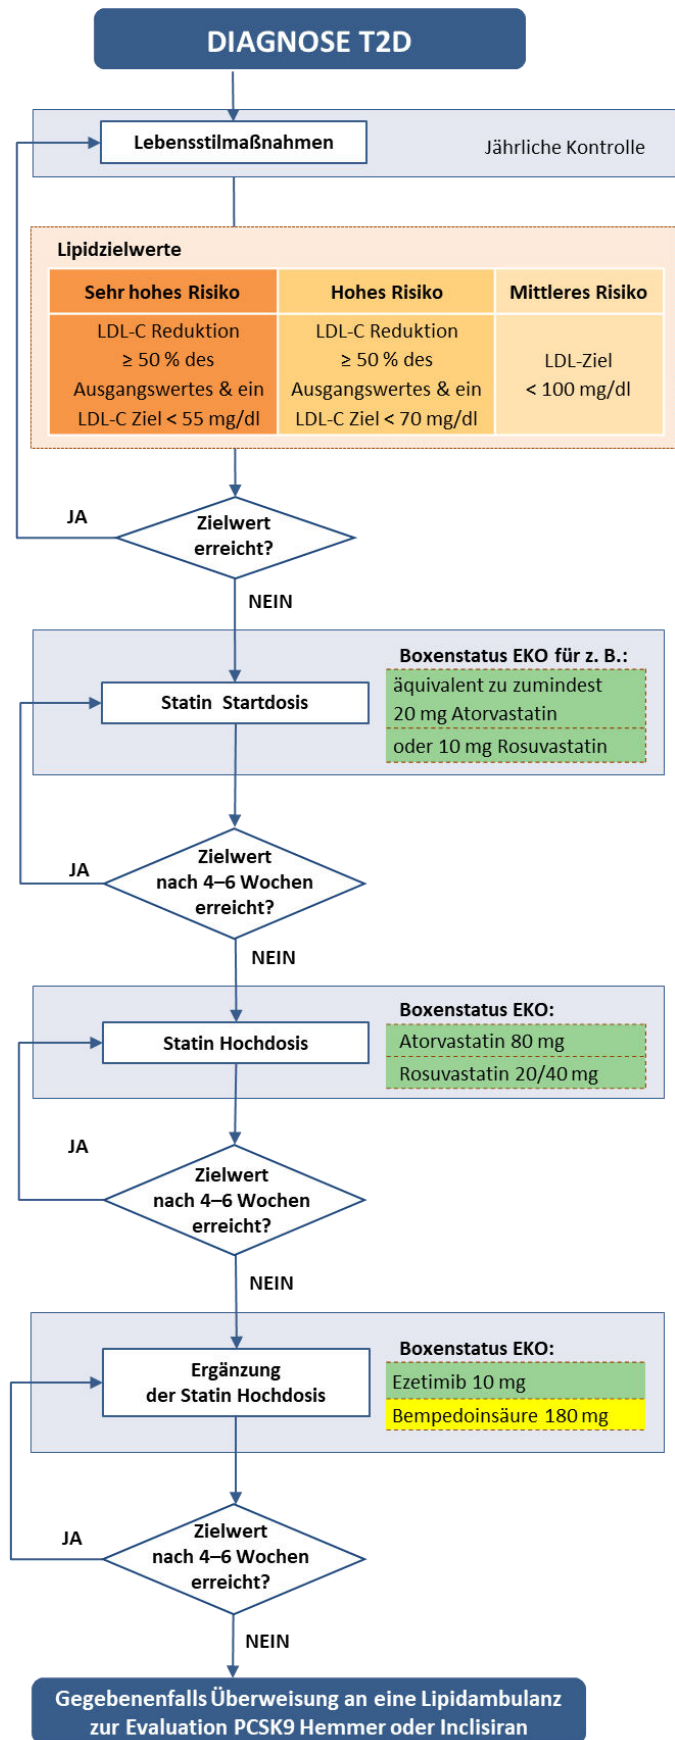 DIAGNOSE T2D
Lebensstilmaßnahmen
Jährliche Kontrolle
Lipidzielwerte
Sehr hohes Risiko
Hohes Risiko
Mittleres Risiko
LDL-C Reduktion
≥ 50 % des
Ausgangswertes & ein
LDL-C Ziel < 55 mg/dl
LDL-C Reduktion
≥ 50 % des
Ausgangswertes & ein
LDL-C Ziel < 70 mg/dl
LDL-Ziel
< 100 mg/dl
JA
Zielwert
erreicht?
NEIN
Boxenstatus EKO für z. B.:
Statin Startdosis
äquivalent zu zumindest
20 mg Atorvastatin
oder 10 mg Rosuvastatin
JA
Zielwert
nach 4–6 Wochen
erreicht?
NEIN
Boxenstatus EKO:
Statin Hochdosis
Atorvastatin 80 mg
Rosuvastatin 20/40 mg
JA
Zielwert
nach 4–6 Wochen
erreicht?
NEIN
Boxenstatus EKO:
Ergänzung
der Statin Hochdosis
Ezetimib 10 mg
Bempedoinsäure 180 mg
JA
Zielwert
nach 4–6 Wochen
erreicht?
NEIN
Gegebenenfalls Überweisung an eine Lipidambulanz
zur Evaluation PCSK9 Hemmer oder Inclisiran